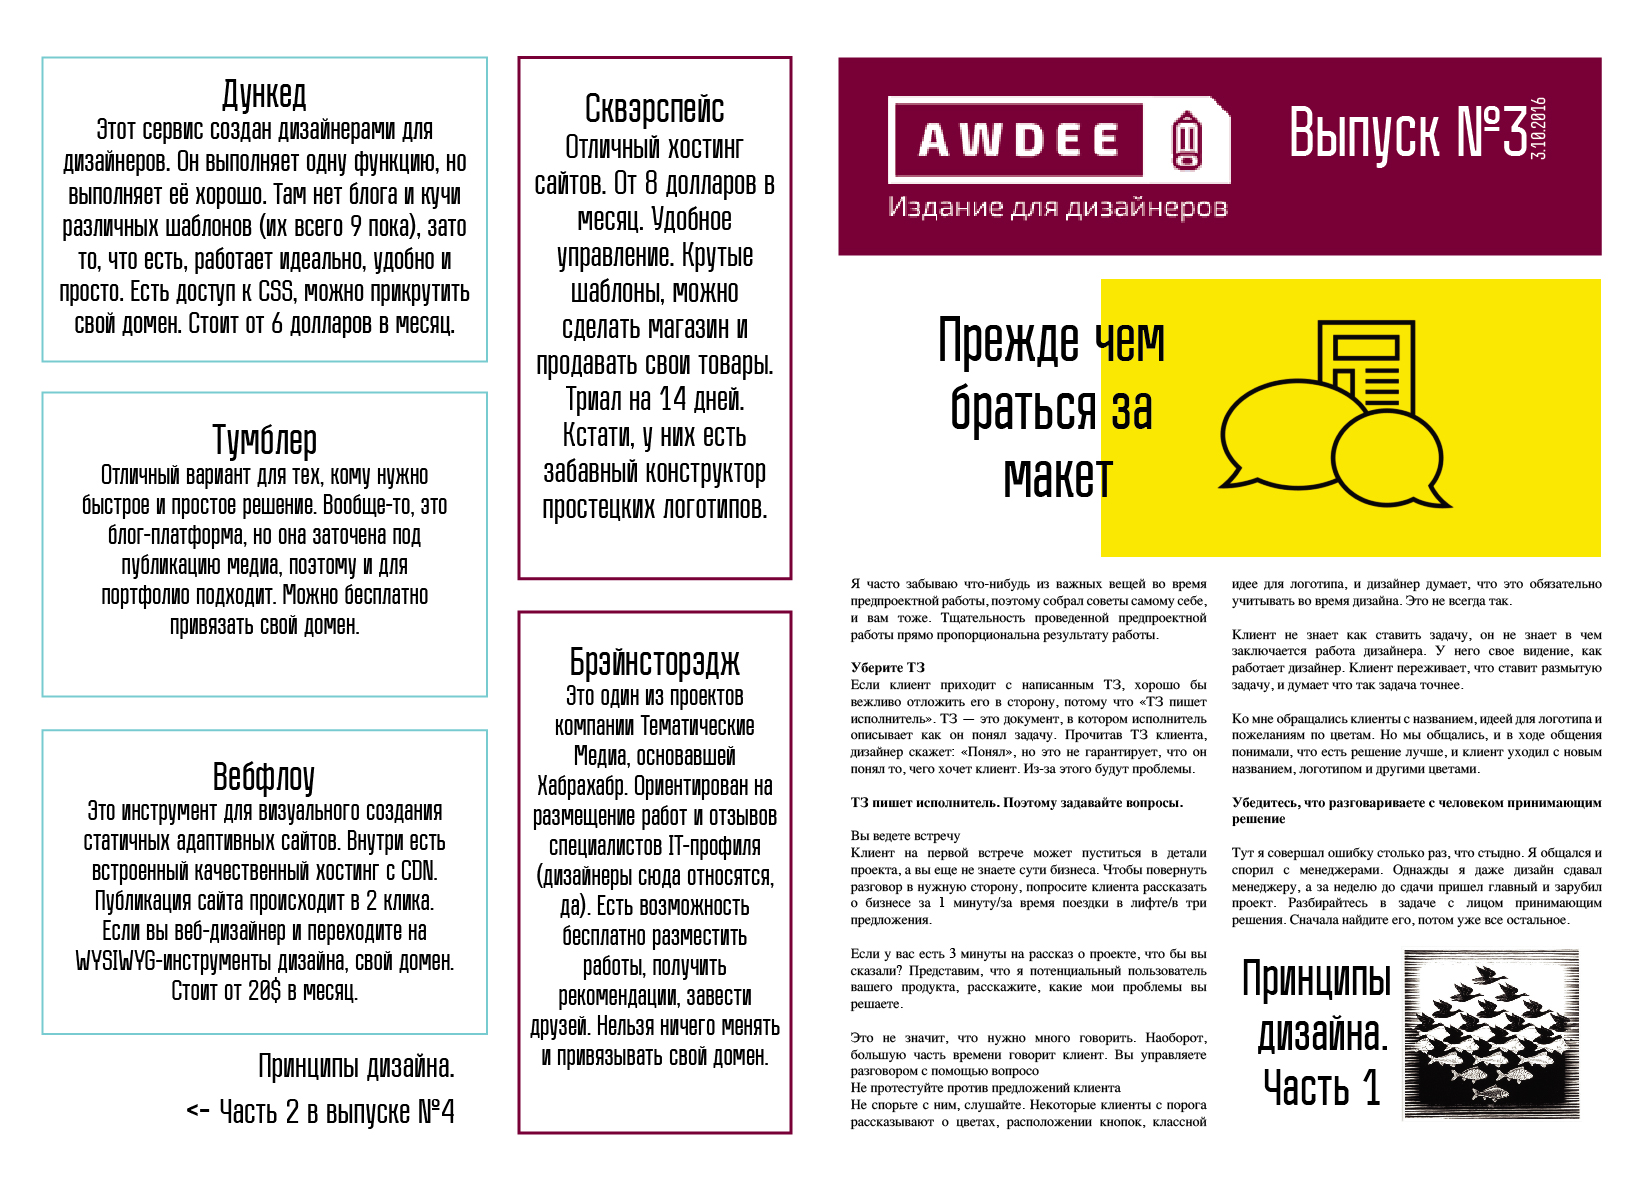 Дункед
Этот сервис создан дизайнерами для
дизайнеров. Он выполняет одну функцию, но
выполняет её хорошо. Там нет блога и кучи
различных шаблонов (их всего 9 пока), зато
то, что есть, работает идеально, удобно и
просто. Есть доступ к CSS, можно прикрутить
свой домен. Стоит от 6 долларов в месяц.
Тумблер
Отличный вариант для тех, кому нужно
быстрое и простое решение. Вообще-то, это
блог-платформа, но она заточена под
публикацию медиа, поэтому и для
портфолио подходит. Можно бесплатно
привязать свой домен.
Вебфлоу
Это инструмент для визуального создания
статичных адаптивных сайтов. Внутри есть
встроенный качественный хостинг с CDN.
Публикация сайта происходит в 2 клика.
Если вы веб-дизайнер и переходите на
WYSIWYG-инструменты дизайна, свой домен.
Стоит от 20$ в месяц.
Принципы дизайна.
<- Часть 2 в выпуске №4
Сквэрспейс
Отличный хостинг
сайтов. От 8 долларов в
месяц. Удобное
управление. Крутые
шаблоны, можно
сделать магазин и
продавать свои товары.
Триал на 14 дней.
Кстати, у них есть
забавный конструктор
простецких логотипов.
Брэйнсторэдж
Это один из проектов
компании Тематические
Медиа, основавшей
Хабрахабр. Ориентирован на
размещение работ и отзывов
специалистов IT-профиля
(дизайнеры сюда относятся,
да). Есть возможность
бесплатно разместить
работы, получить
рекомендации, завести
друзей. Нельзя ничего менять
и привязывать свой домен.
AWDEE
Издание для дизайнеров
Выпуск №3
3.10.2016
Прежде чем
браться за
макет
Я часто забываю что-нибудь из важных вещей во время
предпроектной работы, поэтому собрал советы самому себе,
и вам тоже. Тщательность проведенной предпроектной
работы прямо пропорциональна результату работы.
Уберите ТЗ
Если клиент приходит с написанным ТЗ, хорошо бы
вежливо отложить его в сторону, потому что «ТЗ пишет
исполнитель». ТЗ — это документ, в котором исполнитель
описывает как он понял задачу. Прочитав ТЗ клиента,
дизайнер скажет: «Понял», но это не гарантирует, что он
понял то, чего хочет клиент. Из-за этого будут проблемы.
ТЗ пишет исполнитель. Поэтому задавайте вопросы.
Вы ведете встречу
Клиент на первой встрече может пуститься в детали
проекта, а вы еще не знаете сути бизнеса. Чтобы повернуть
разговор в нужную сторону, попросите клиента рассказать
о бизнесе за 1 минуту/за время поездки в лифте/в три
предложения.
Если у вас есть 3 минуты на рассказ о проекте, что бы вы
сказали? Представим, что я потенциальный пользователь
вашего продукта, расскажите, какие мои проблемы вы
решаете.
Это не значит, что нужно много говорить. Наоборот,
большую часть времени говорит клиент. Вы управляете
разговором с помощью вопросо
Не протестуйте против предложений клиента
Не спорьте с ним, слушайте. Некоторые клиенты с порога
рассказывают о цветах, расположении кнопок, классной
идее для логотипа, и дизайнер думает, что это обязательно
учитывать во время дизайна. Это не всегда так.
Клиент не знает как ставить задачу, он не знает в чем
заключается работа дизайнера. У него свое видение, как
работает дизайнер. Клиент переживает, что ставит размытую
задачу, и думает что так задача точнее.
Ко мне обращались клиенты с названием, идеей для логотипа и
пожеланиям по цветам. Но мы общались, и в ходе общения
понимали, что есть решение лучше, и клиент уходил с новым
названием, логотипом и другими цветами.
Убедитесь, что разговариваете с человеком принимающим
решение
Тут я совершал ошибку столько раз, что стыдно. Я общался и
спорил с менеджерами. Однажды я даже дизайн сдавал
менеджеру, а за неделю до сдачи пришел главный и зарубил
проект. Разбирайтесь в задаче с лицом принимающим
решения. Сначала найдите его, потом уже все остальное.
Принципы
дизайна.
Часть 1